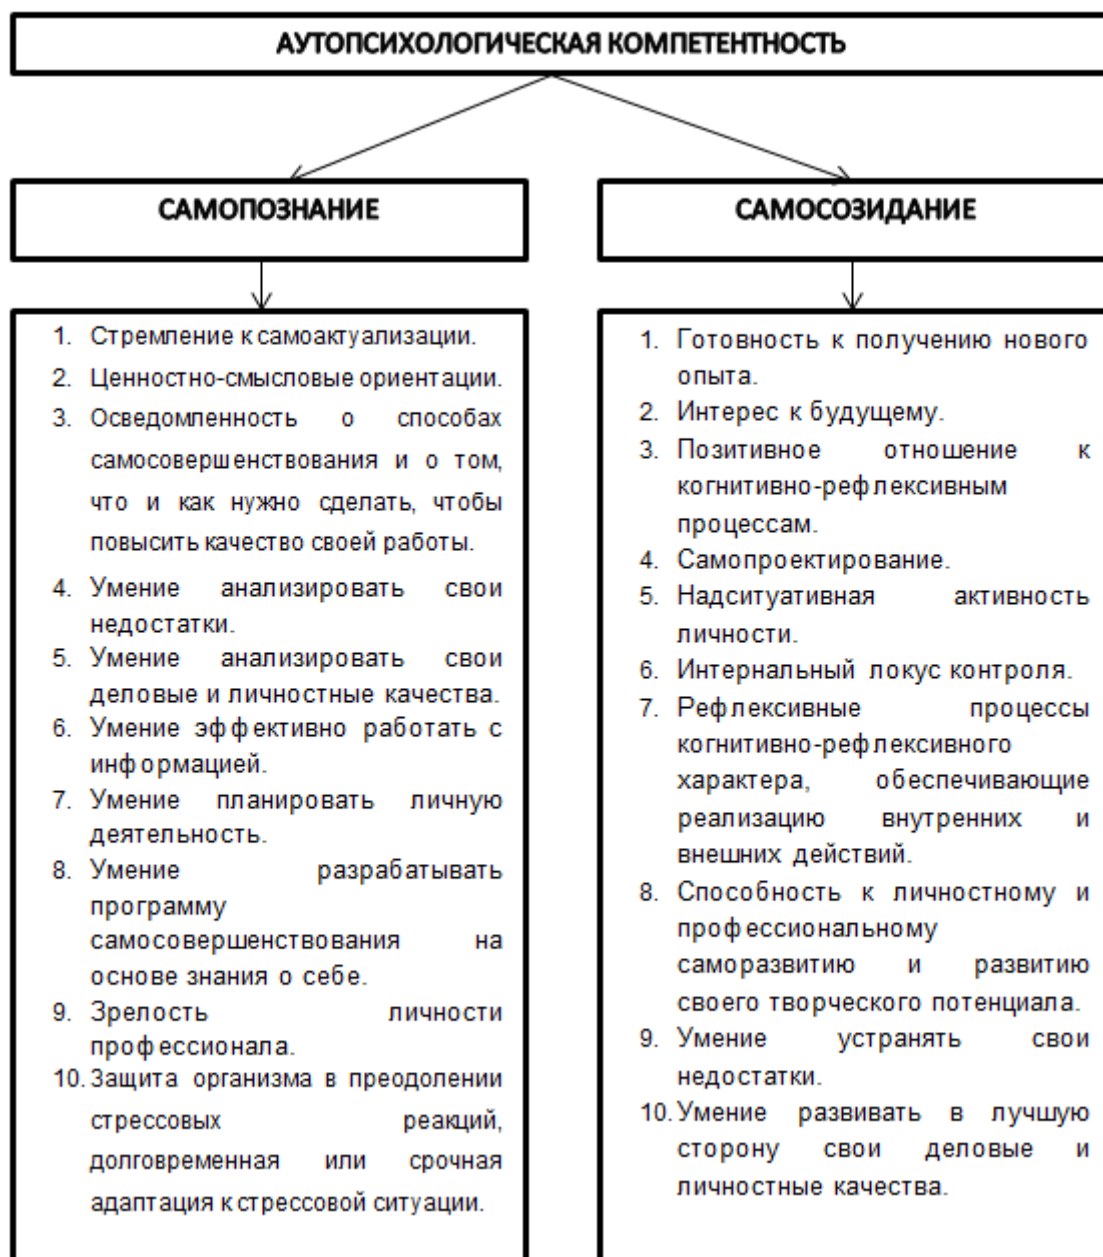 АУТОПСИХОЛОГИЧЕСКАЯ КОМПЕТЕНТНОСТЬ
САМОПОЗНАНИЕ
1. Стремление к самоактуализации.
2. Ценностно-смысловые ориентации.
3. Осведомленность о способах
самосовершенствования и о том,
что и как нужно сделать, чтобы
повысить качество своей работы.
4. Умение анализировать свои
недостатки.
5. Умение анализировать свои
деловые и личностные качества.
6. Умение эффективно работать с
информацией.
7. Умение планировать личную
деятельность.
8. Умение разрабатывать
программу
самосовершенствования на
основе знания о себе.
9. Зрелость личности
профессионала.
10. Защита организма в преодолении
стрессовых реакций,
долговременная или срочная
адаптация к стрессовой ситуации.
САМОСОЗИДАНИЕ
1. Готовность к получению нового
опыта.
2. Интерес к будущему.
3. Позитивное отношение к
когнитивно-рефлексивным
процессам.
4. Самопроектирование.
5. Надситуативная активность
личности.
6. Интернальный локус контроля.
7. Рефлексивные процессы
когнитивно-рефлексивного
характера, обеспечивающие
реализацию внутренних и
внешних действий.
8. Способность к личностному и
профессиональному
саморазвитию и развитию
своего творческого потенциала.
9. Умение устранять свои
недостатки.
10. Умение развивать в лучшую
сторону свои деловые и
личностные качества.